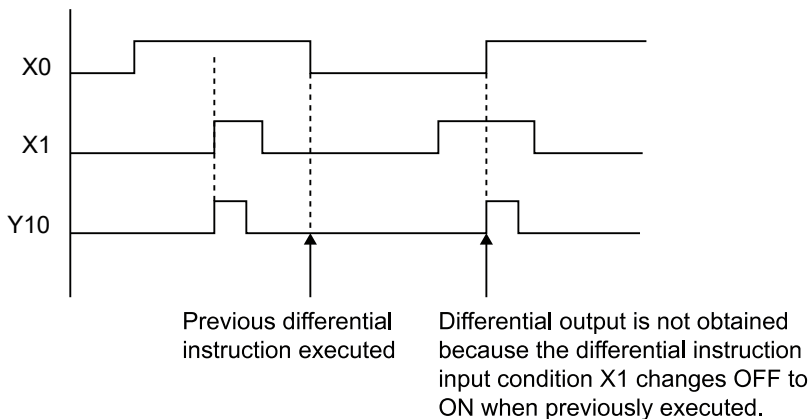 X0
X1
Y10
Previous differential
instruction executed
Differential output is not obtained
because the differential instruction
input condition X1 changes OFF to
ON when previously executed.